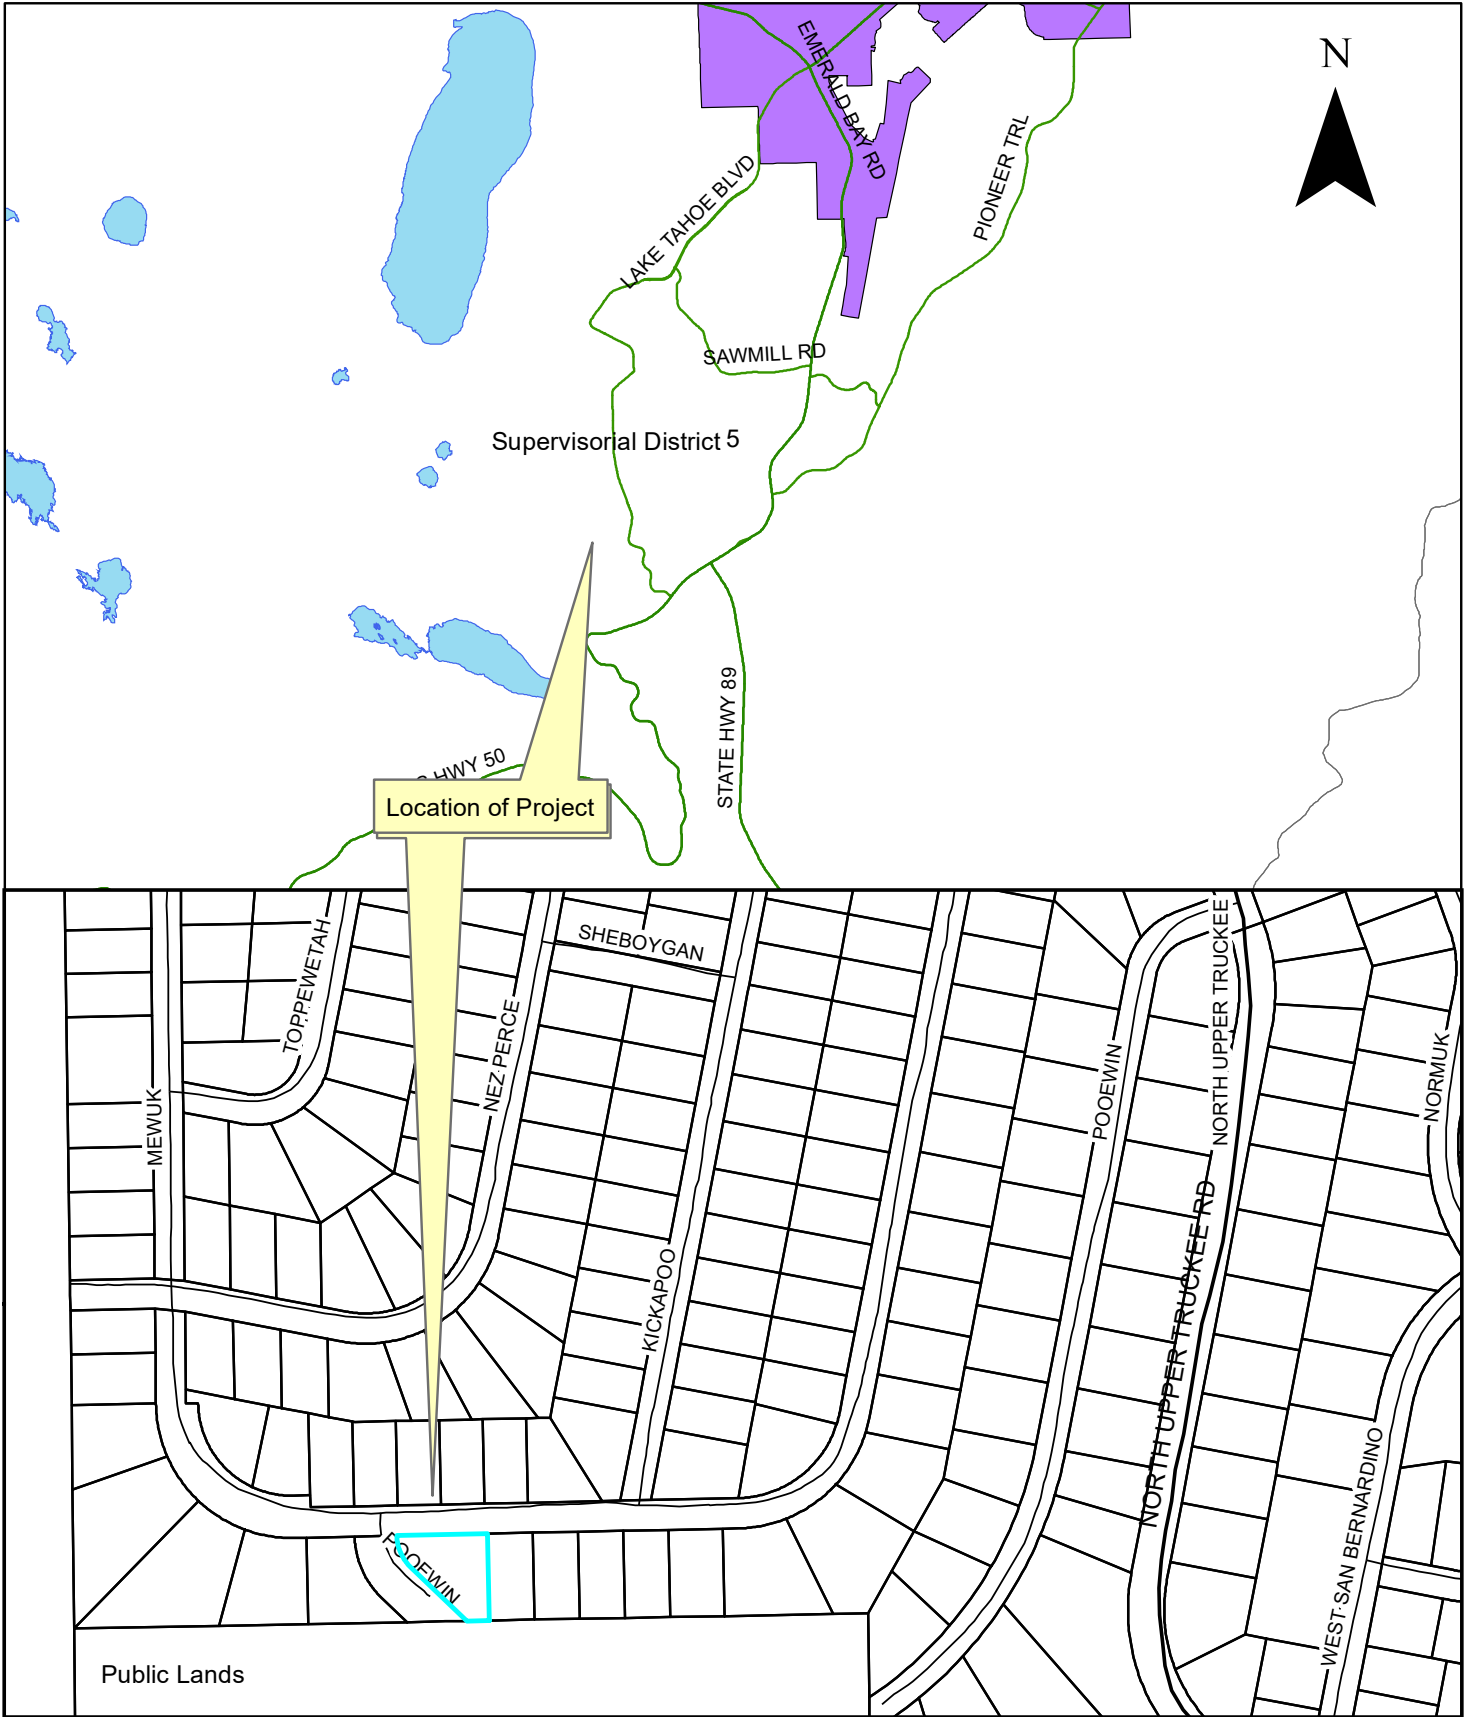 EMERALD BAY RD
N
PIONEER TRL
LAKE TAHOE BLVD
SAWMILL RD
Supervisorial District 5
STATE HWY 89
HWY 50
Location of Project
SHEBOYGAN
TOPPEWETAH
NORTH UPPER TRUCKEE
NEZ PERCE
NORMUK
POOEWIN
MEWUK
NORTH UPPER TRUCKEE RD
KICKAPOO
WEST SAN BERNARDINO
POOEWIN
Public Lands